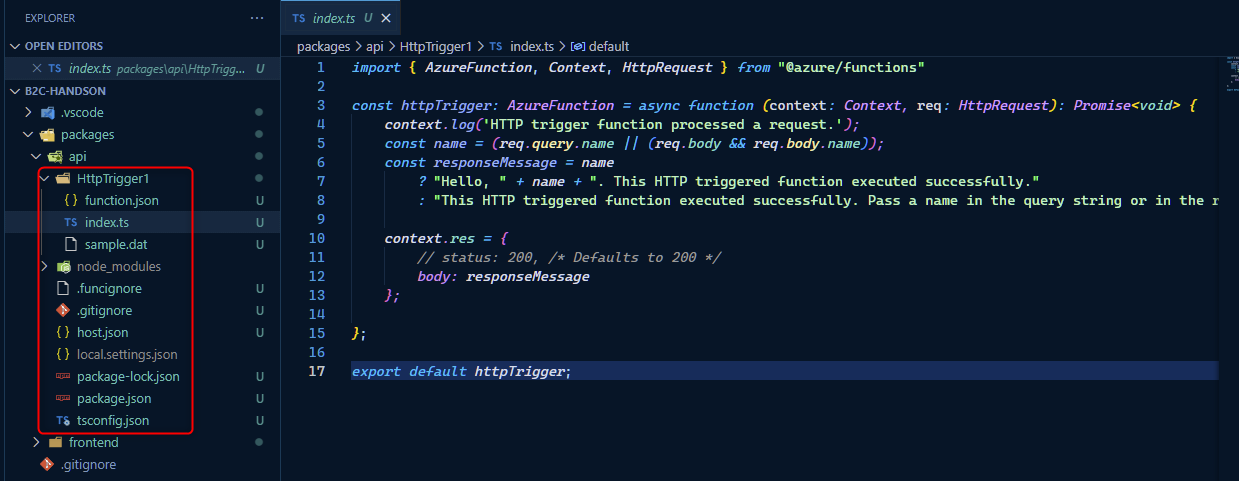 EXPLORER
OPEN EDITORS
TS index.ts packages\api\HttpTrigg... U
B2C-HANDSON
.vscode
packages
api
HttpTrigger1
{ } function.json U
TS index.ts U
sample.dat U
node_modules
.funcignore U
.gitignore U
{ } host.json U
{ } local.settings.json
package-lock.json U
package.json U
TS tsconfig.json U
frontend
.gitignore
TS index.ts U
packages > api > HttpTrigger1 > TS index.ts > default
1 import { AzureFunction, Context, HttpRequest } from "@azure/functions"
2
3 const httpTrigger: AzureFunction = async function (context: Context, req: HttpRequest): Promise<void> {
4 context.log('HTTP trigger function processed a request.');
5 const name = (req.query.name || (req.body && req.body.name));
6 const responseMessage = name
7 ? "Hello, " + name + ". This HTTP triggered function executed successfully."
8 : "This HTTP triggered function executed successfully. Pass a name in the query string or in the r
9
10 context.res = {
11 // status: 200, /* Defaults to 200 */
12 body: responseMessage
13 };
14
15 };
16
17 export default httpTrigger;